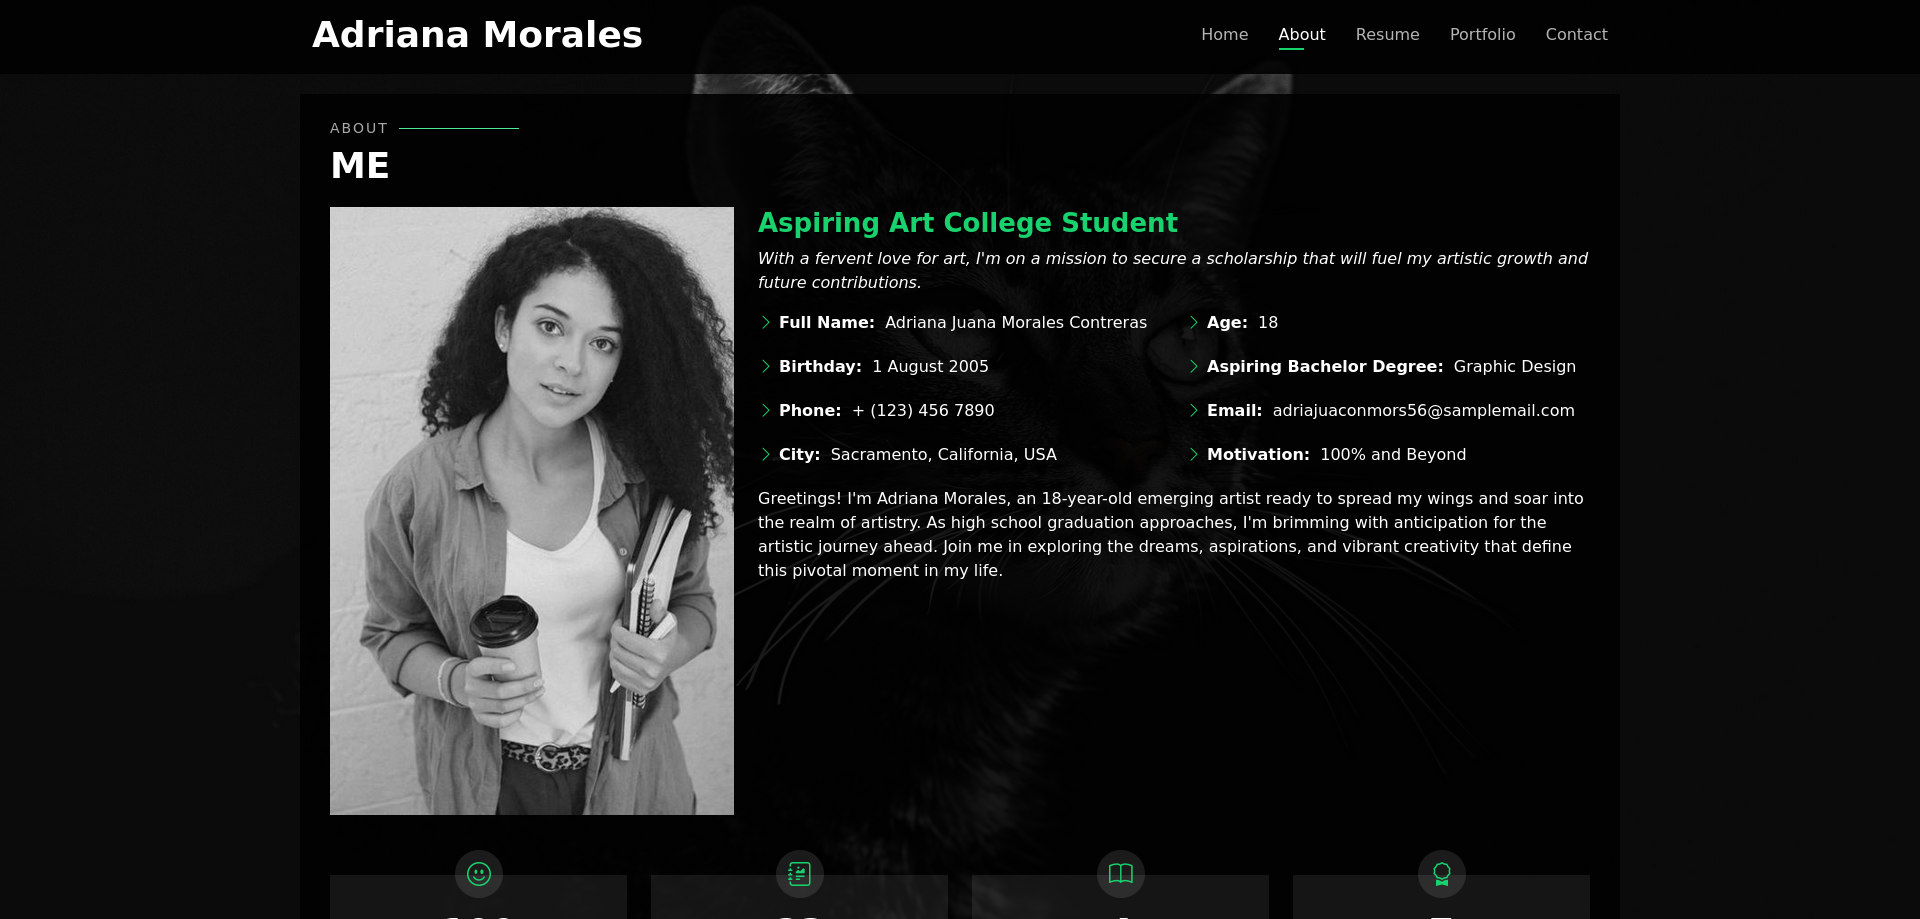 Adriana Morales
Home
About
Resume
Portfolio
Contact
ABOUT
ME
Aspiring Art College Student
With a fervent love for art, I'm on a mission to secure a scholarship that will fuel my artistic growth and
future contributions.
Full Name: Adriana Juana Morales Contreras
Birthday: 1 August 2005
Phone: + (123) 456 7890
City: Sacramento, California, USA
Age: 18
Aspiring Bachelor Degree: Graphic Design
Email: adriajuaconmors56@samplemail.com
Motivation: 100% and Beyond
Greetings! I'm Adriana Morales, an 18-year-old emerging artist ready to spread my wings and soar into
the realm of artistry. As high school graduation approaches, I'm brimming with anticipation for the
artistic journey ahead. Join me in exploring the dreams, aspirations, and vibrant creativity that define
this pivotal moment in my life.